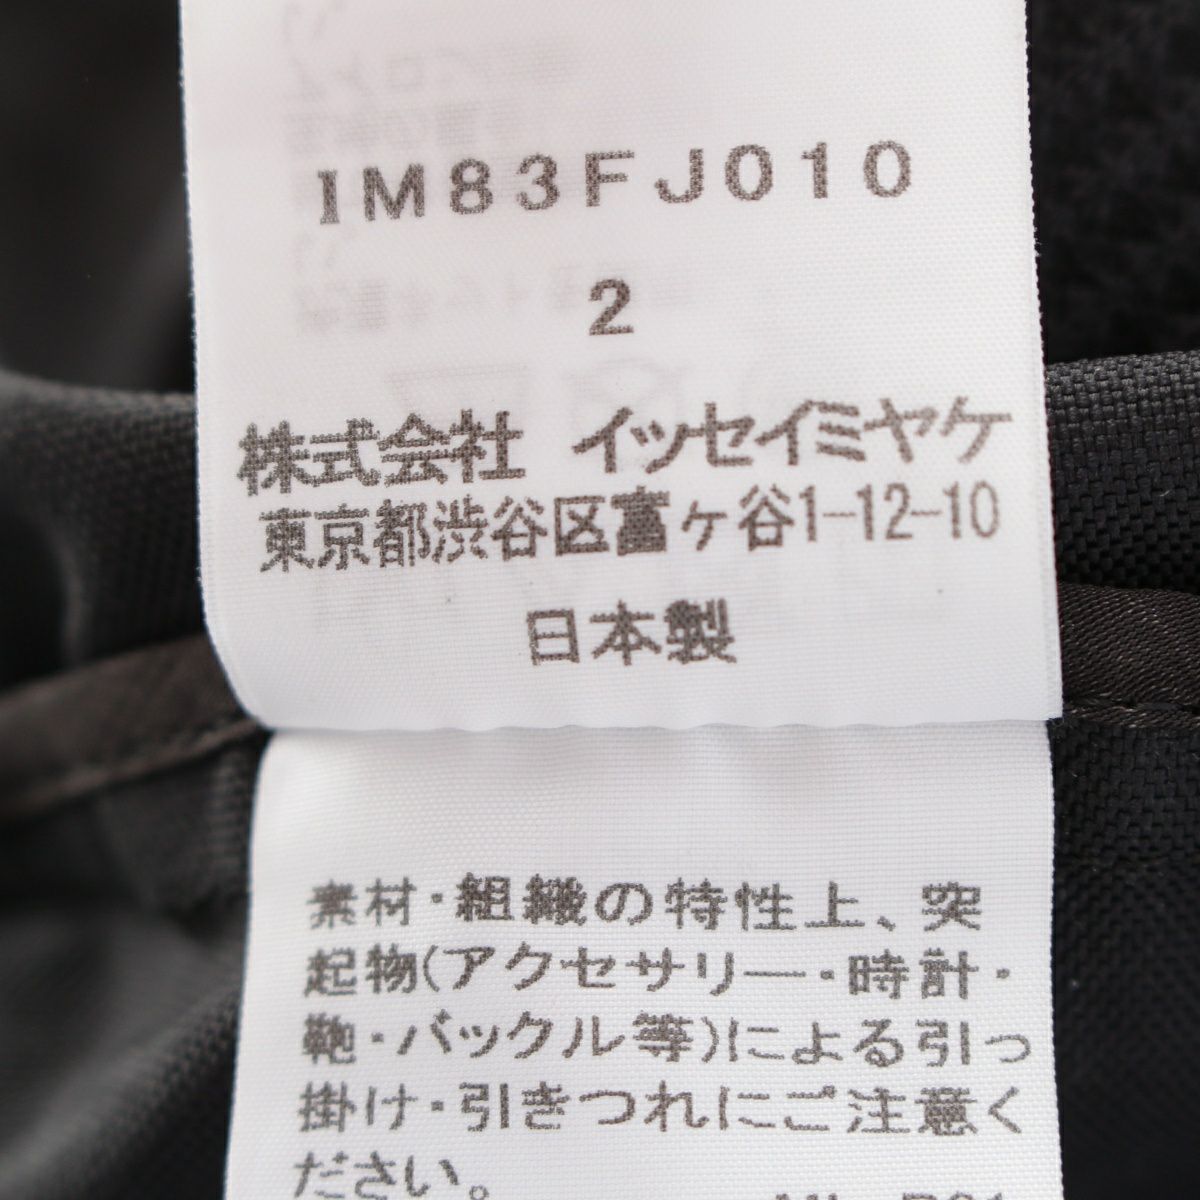 IM83FJ010
2
株式会社 イッセイミヤケ
東京都渋谷区富ヶ谷1-12-10
日本製
素材・組織の特性上、突
起物(アクセサリー・時計・
鞄・バックル等)による引っ
掛け・引きつれにご注意く
ださい。